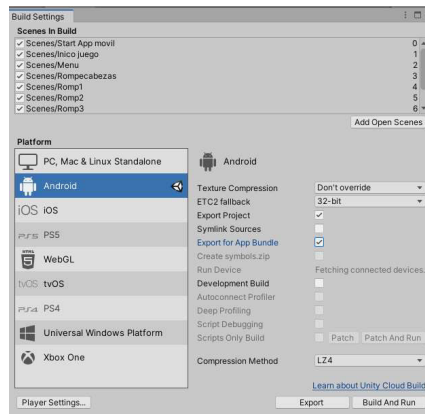 Build Settings
Scenes In Build
Scenes/Start App movil 0
Scenes/Inico juego 1
Scenes/Menu 2
Scenes/Rompecabezas 3
Scenes/Romp1 4
Scenes/Romp2 5
Scenes/Romp3 6
Add Open Scenes
Platform
PC, Mac & Linux Standalone
Android
iOS iOS
PS5 PS5
WebGL
tvOS tvOS
PS4 PS4
Universal Windows Platform
Xbox One
Android
Texture Compression Don't override
ETC2 fallback 32-bit
Export Project
Symlink Sources
Export for App Bundle
Create symbols.zip
Run Device Fetching connected devices.
Development Build
Autoconnect Profiler
Deep Profiling
Script Debugging
Scripts Only Build Patch Patch And Run
Compression Method LZ4
Learn about Unity Cloud Build
Player Settings... Export Build And Run